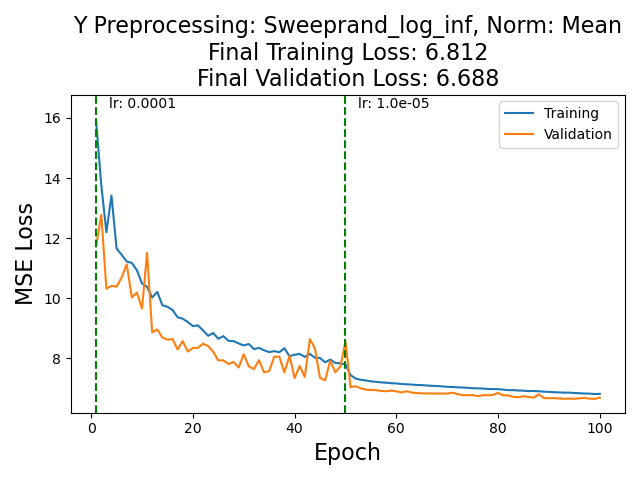 Y Preprocessing: Sweeprand_log_inf, Norm: Mean
Final Training Loss: 6.812
Final Validation Loss: 6.688
lr: 0.0001
lr: 1.0e-05
Training
Validation
MSE Loss
16
14
12
10
8
0
20
40
60
80
100
Epoch